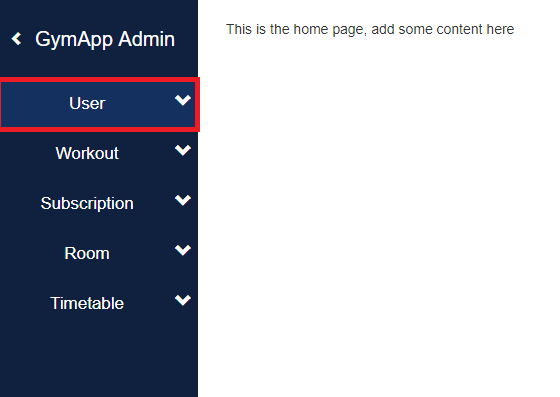 GymApp Admin
This is the home page, add some content here
User
Workout
Subscription
Room
Timetable